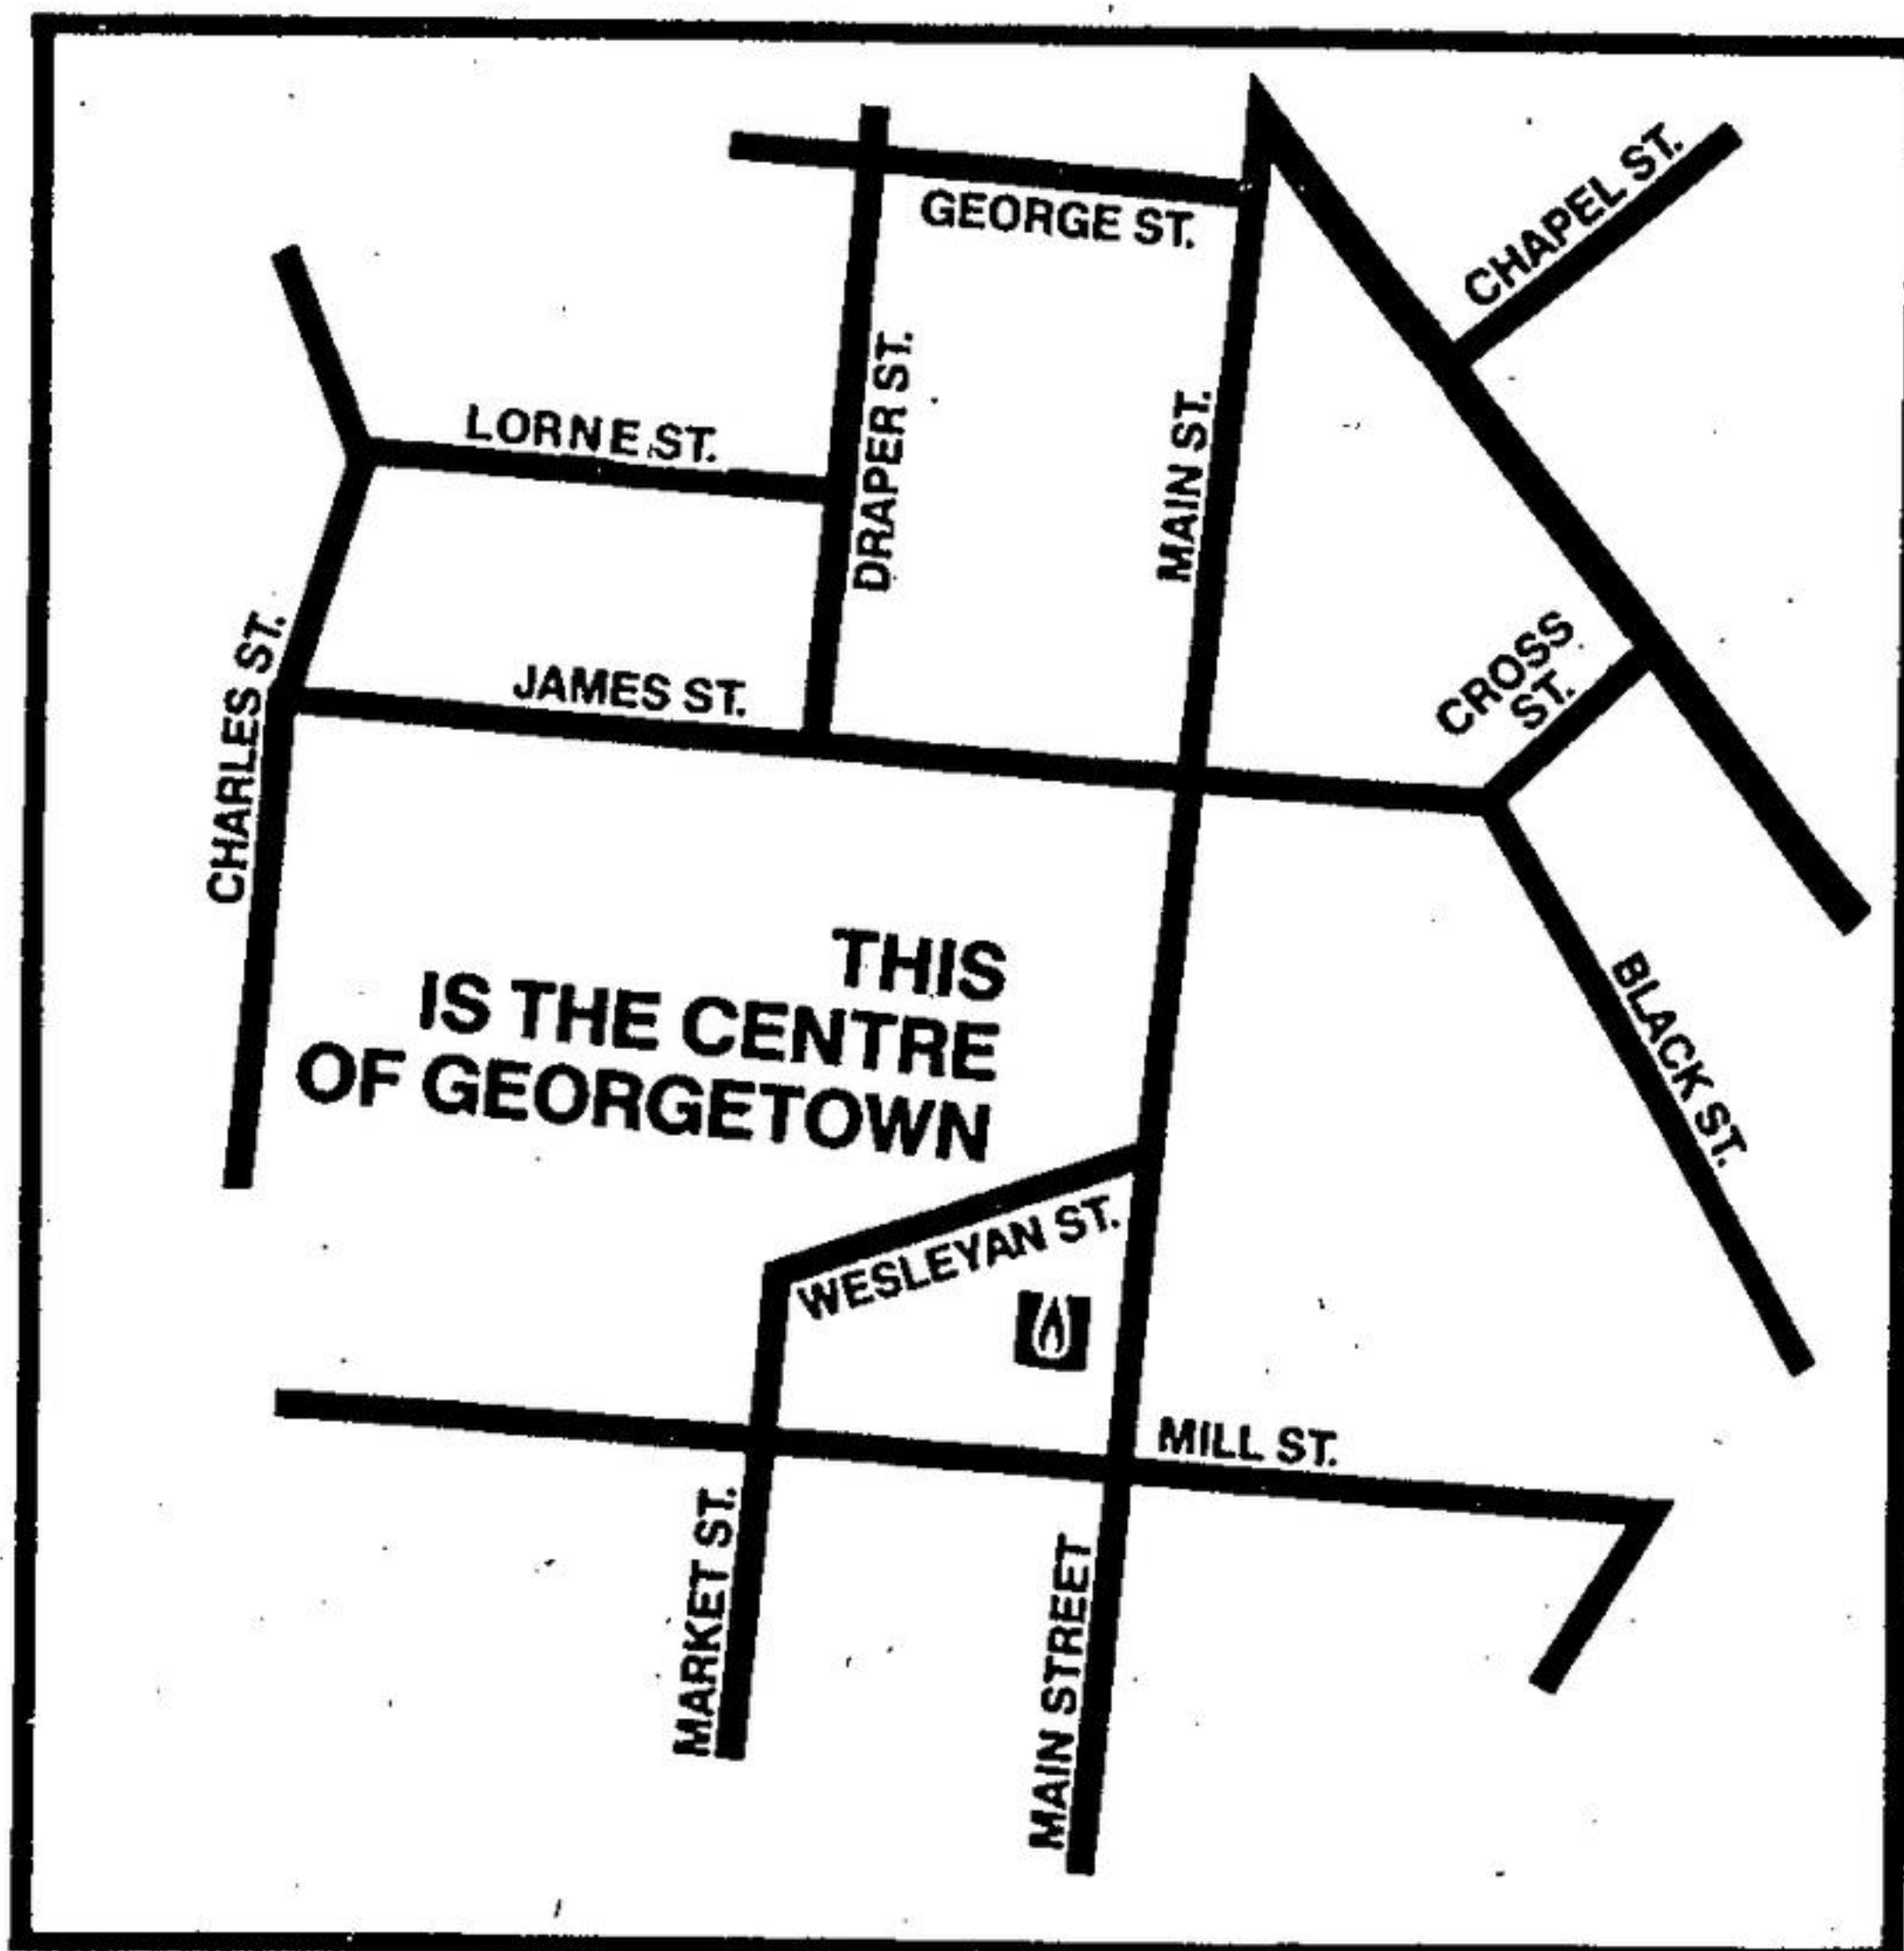 GEORGE ST.
CHAPEL ST.
LORNE ST.
DRAPER ST.
MAIN ST.
CROSS
ST.
JAMES ST.
CHARLES ST.
THIS
IS THE CENTRE
OF GEORGETOWN
BLACK ST.
WESLEYAN ST.
MILL ST.
MARKET ST.
MAIN STREET